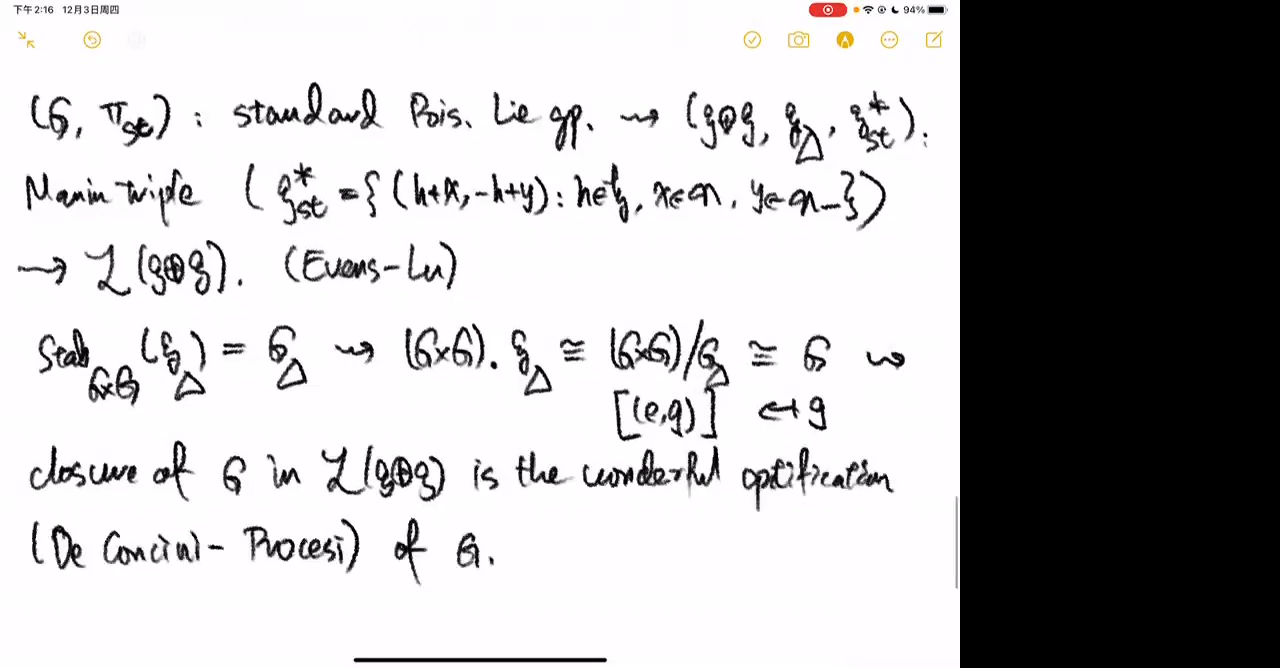 下午2:16 12月3日周四
94%
(G, π_st) : standard Pois. Lie gp. ⇝ (𝔤⊕𝔤, 𝔤_Δ, 𝔤*_st).
Manin triple ( 𝔤*_st = { (h+x, -h+y) : h∈𝔥, x∈𝔫, y∈𝔫_- } )
⇝ ℒ(𝔤⊕𝔤). (Evens-Lu)
Stab_{G×G} (𝔤_Δ) = G_Δ ⇝ (G×G). 𝔤_Δ ≅ (G×G)/G_Δ ≅ G ⇝
[(e,g)] ↤ g
closure of G in ℒ(𝔤⊕𝔤) is the wonderful cptification
(De Concini-Procesi) of G.